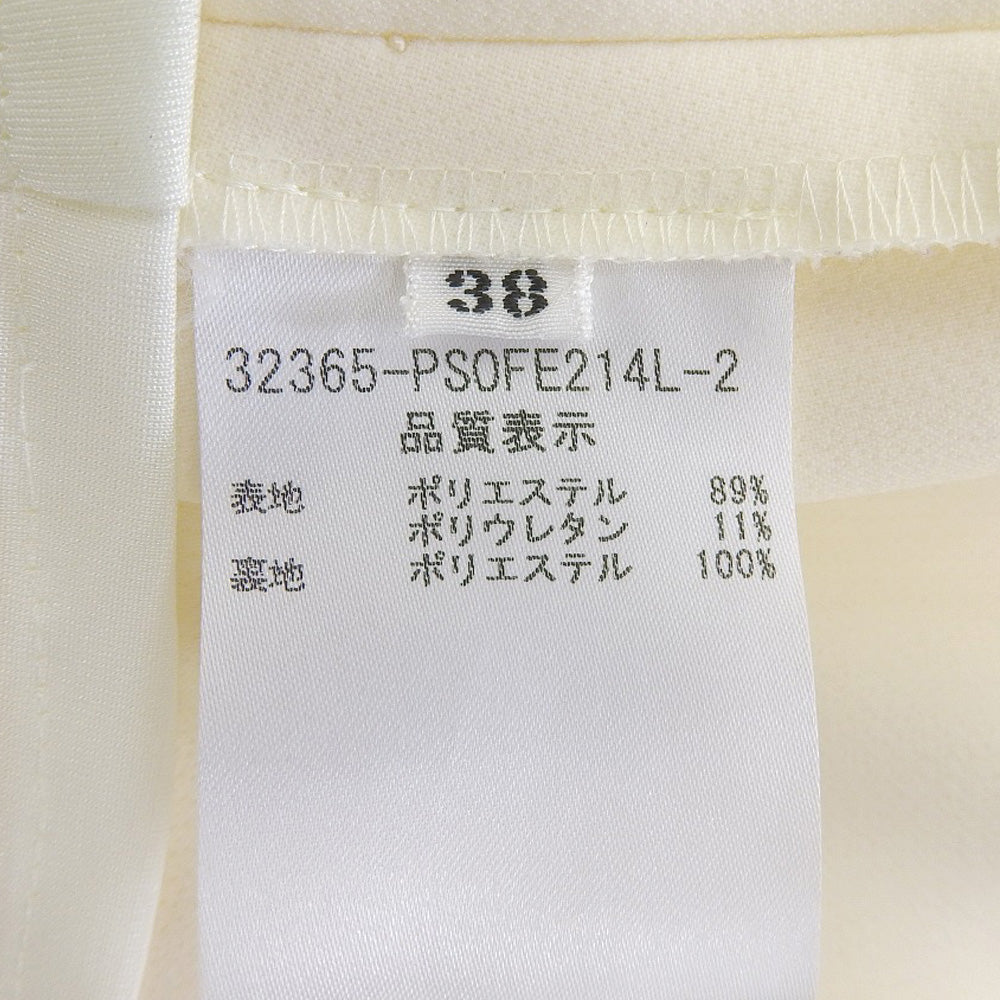 38
32365-PS0FE214L-2
品質表示
表地 ポリエステル 89%
ポリウレタン 11%
裏地 ポリエステル 100%